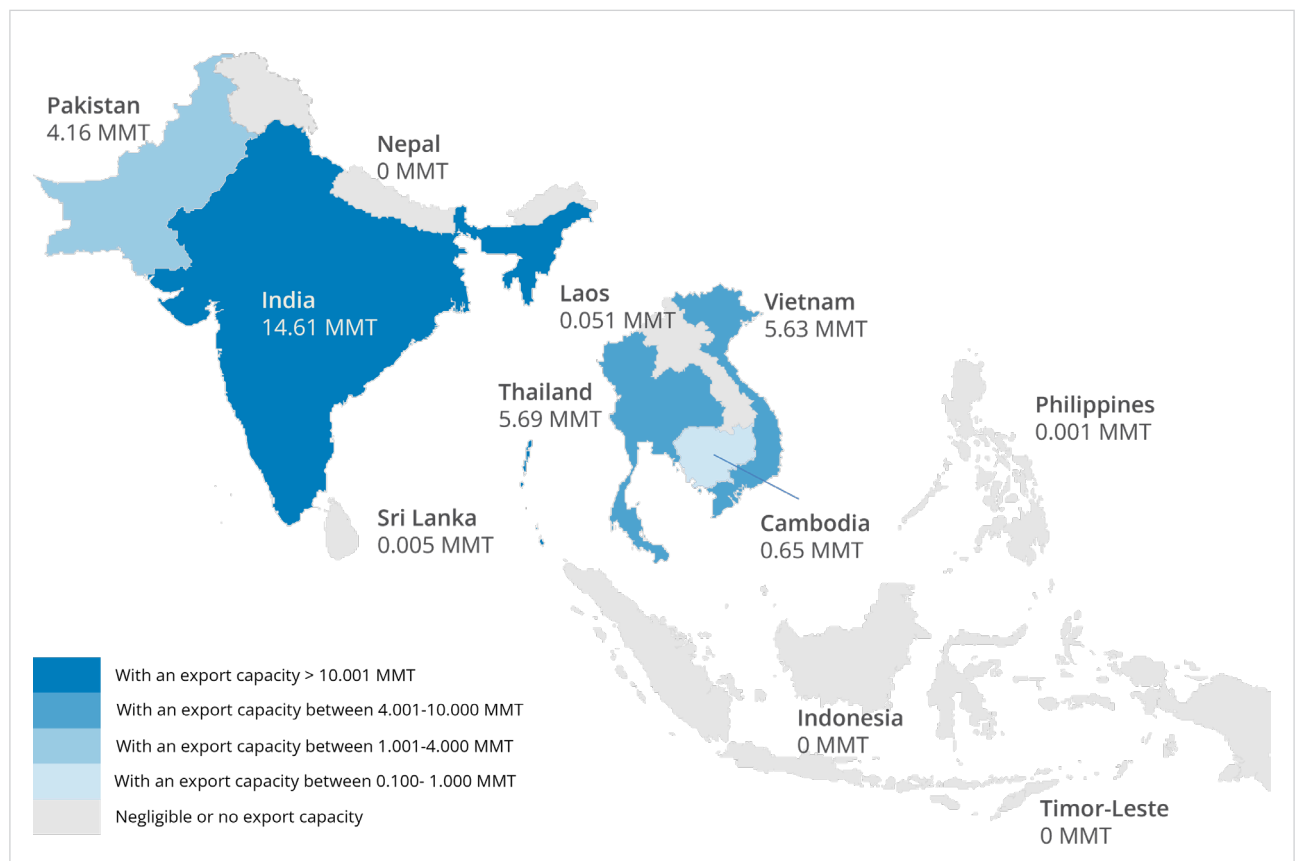 Pakistan
4.16 MMT
Nepal
0 MMT
India
14.61 MMT
Laos
0.051 MMT
Vietnam
5.63 MMT
Thailand
5.69 MMT
Philippines
0.001 MMT
Sri Lanka
0.005 MMT
Cambodia
0.65 MMT
Indonesia
0 MMT
Timor-Leste
0 MMT
With an export capacity > 10.001 MMT
With an export capacity between 4.001-10.000 MMT
With an export capacity between 1.001-4.000 MMT
With an export capacity between 0.100- 1.000 MMT
Negligible or no export capacity